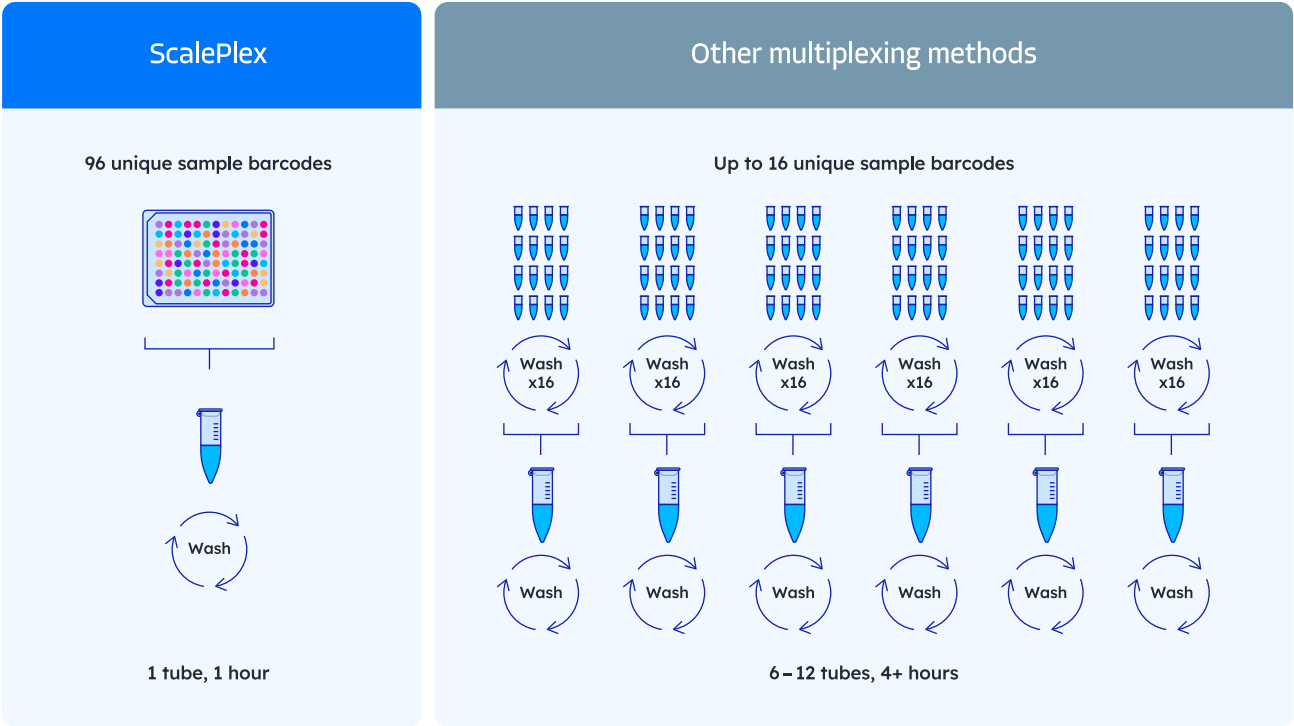 ScalePlex
96 unique sample barcodes
Wash
1 tube, 1 hour
Other multiplexing methods
Up to 16 unique sample barcodes
Wash
x16
Wash
x16
Wash
x16
Wash
x16
Wash
x16
Wash
x16
Wash
Wash
Wash
Wash
Wash
Wash
6–12 tubes, 4+ hours